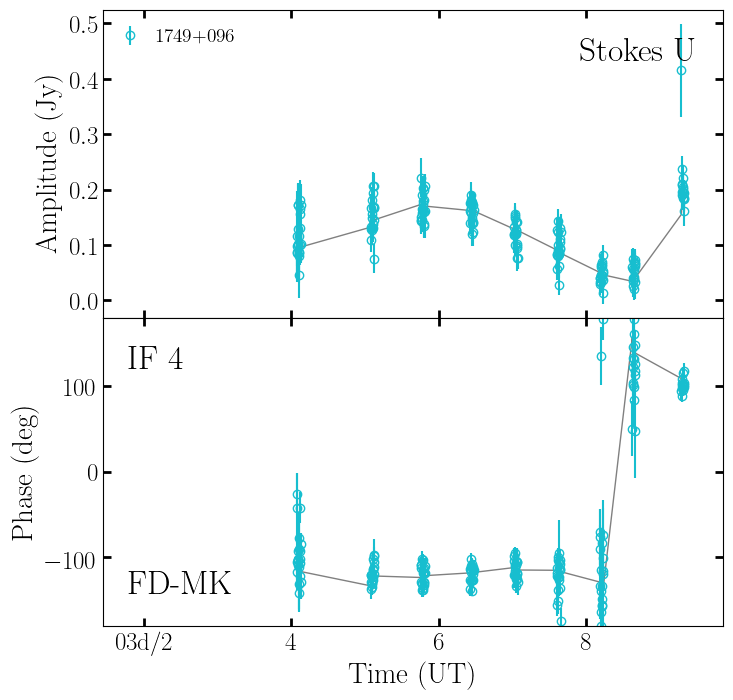 1749+096
Stokes U
0.5
0.4
0.3
0.2
0.1
0.0
Amplitude (Jy)
IF 4
100
0
−100
Phase (deg)
FD-MK
03d/2
4
6
8
Time (UT)